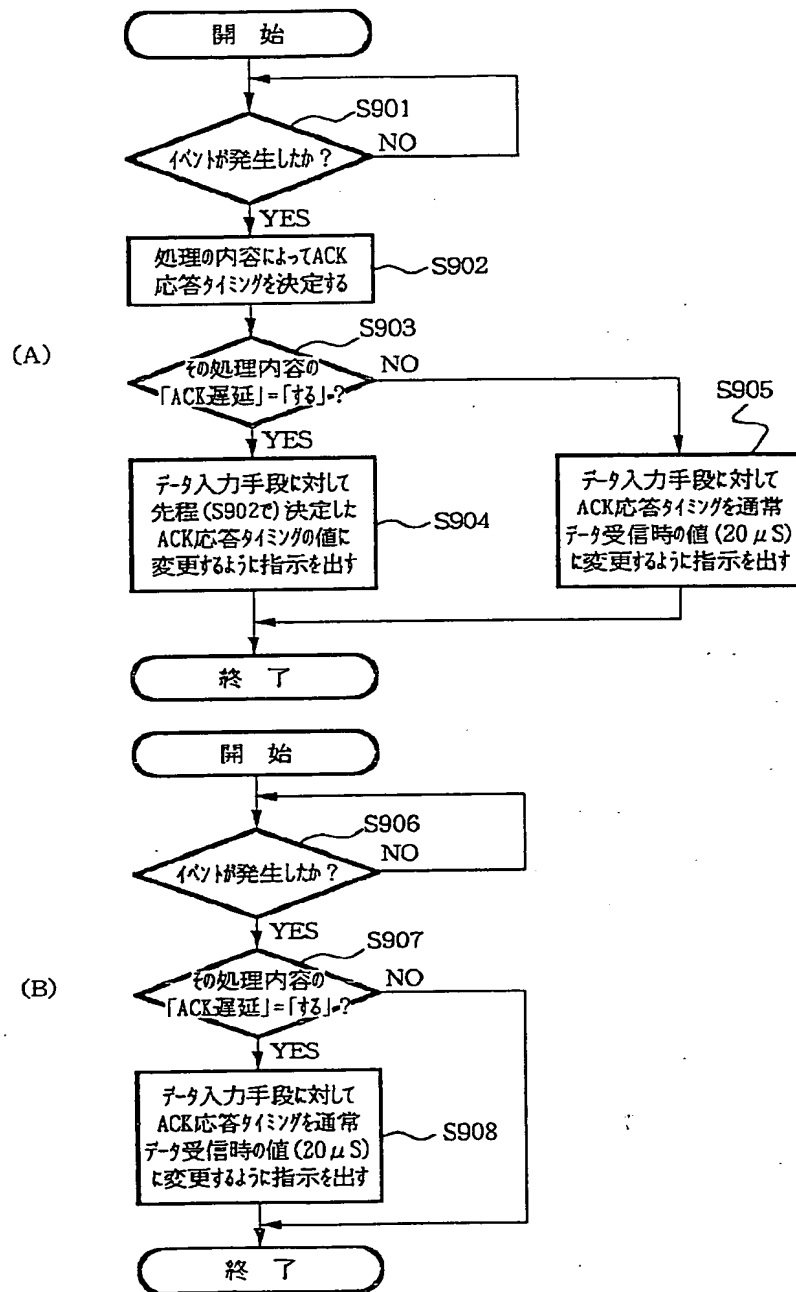 開 始
S901
イベントが発生したか?
NO
YES
処理の内容によってACK
応答タイミングを決定する
S902
(A)
S903
その処理内容の
「ACK遅延」=「する」?
NO
YES
S905
データ入力手段に対して
先程(S902で)決定した
ACK応答タイミングの値に
変更するように指示を出す
S904
データ入力手段に対して
ACK応答タイミングを通常
データ受信時の値(20μS)
に変更するように指示を出す
終 了
開 始
S906
イベントが発生したか?
NO
YES
S907
(B)
その処理内容の
「ACK遅延」=「する」?
NO
YES
データ入力手段に対して
ACK応答タイミングを通常
データ受信時の値(20μS)
に変更するように指示を出す
S908
終 了